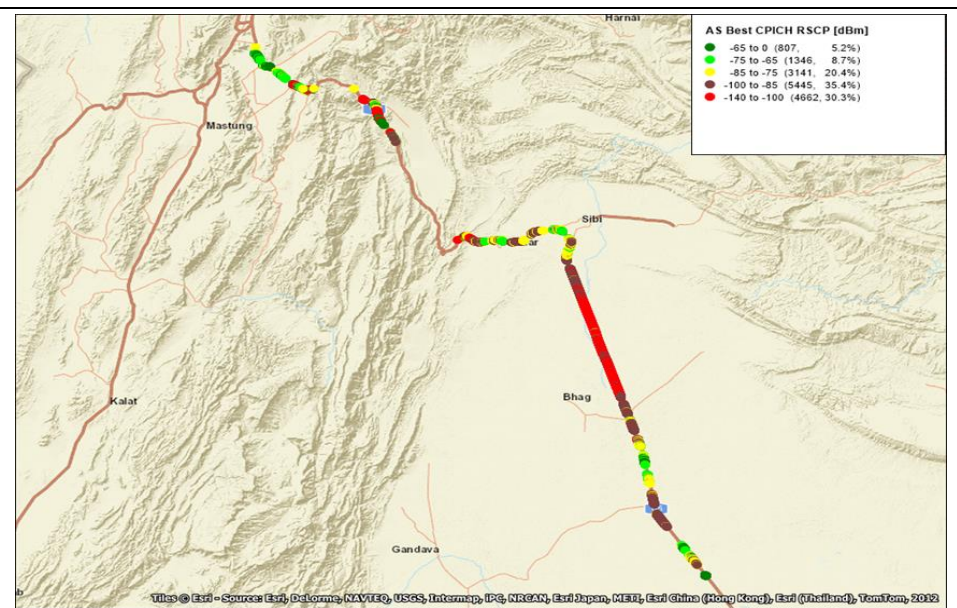 Harnai
AS Best CPICH RSCP [dBm]
-65 to 0 (807, 5.2%)
-75 to -65 (1346, 8.7%)
-85 to -75 (3141, 20.4%)
-100 to -85 (5445, 35.4%)
-140 to -100 (4662, 30.3%)
Mastung
Sibi
ar
Bhag
Kalat
Gandava
b
Tiles © Esri - Source: Esri, DeLorme, NAVTEQ, USGS, Intermap, iPC, NRCAN, Esri Japan, METI, Esri China (Hong Kong), Esri (Thailand), TomTom, 2012